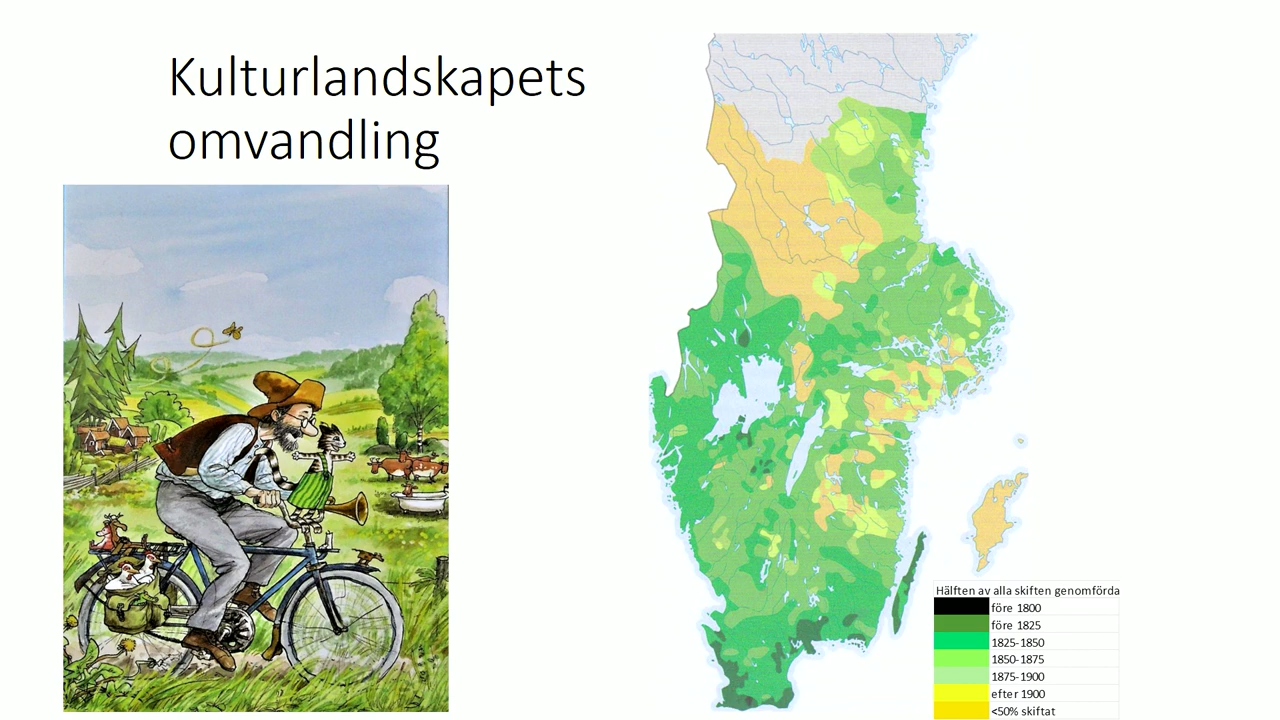 Kulturlandskapets
omvandling
Hälften av alla skiften genomförda
före 1800
före 1825
1825-1850
1850-1875
1875-1900
efter 1900
<50% skiftat